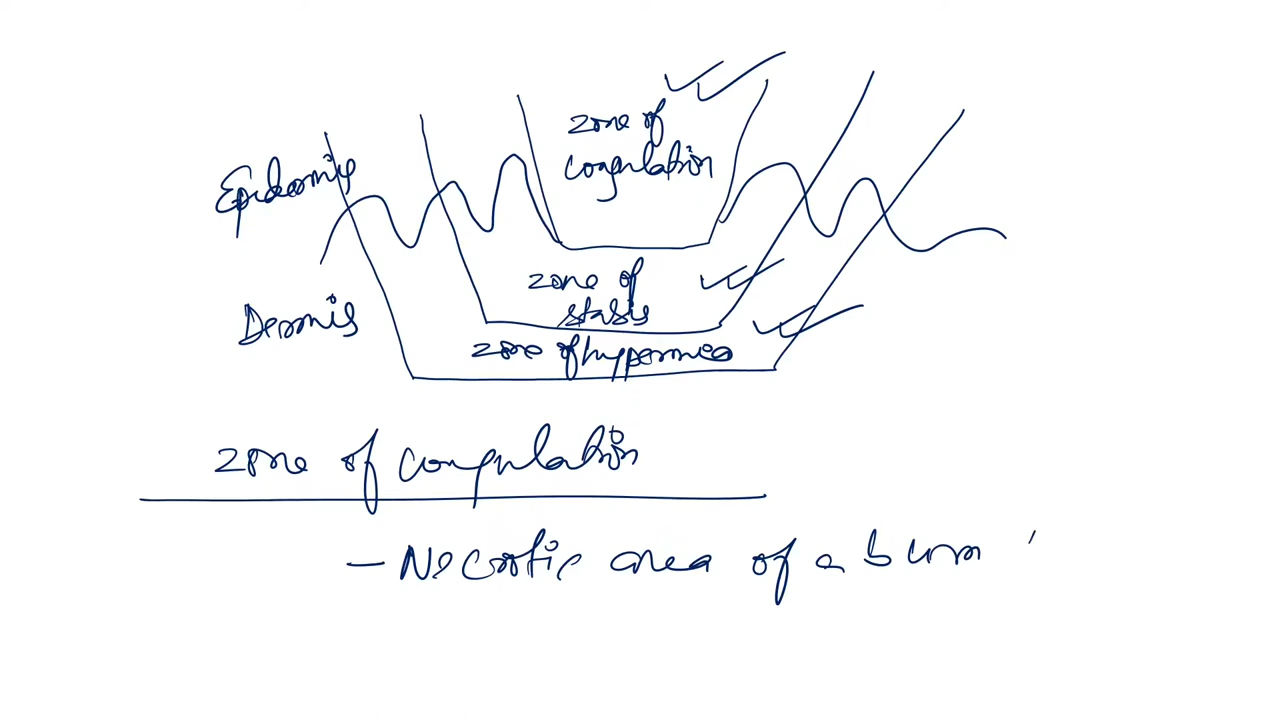 zone of
coagulation
Epidermis
zone of
stasis
Dermis
zone of hyperemia
zone of coagulation
- Necrotic area of a burn